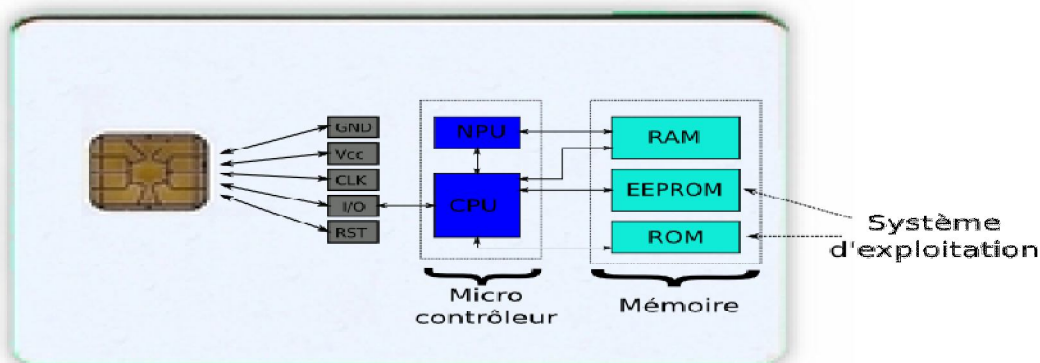 GND
Vcc
CLK
I/O
RST
NPU
CPU
Micro
contrôleur
RAM
EEPROM
ROM
Mémoire
Système
d'exploitation